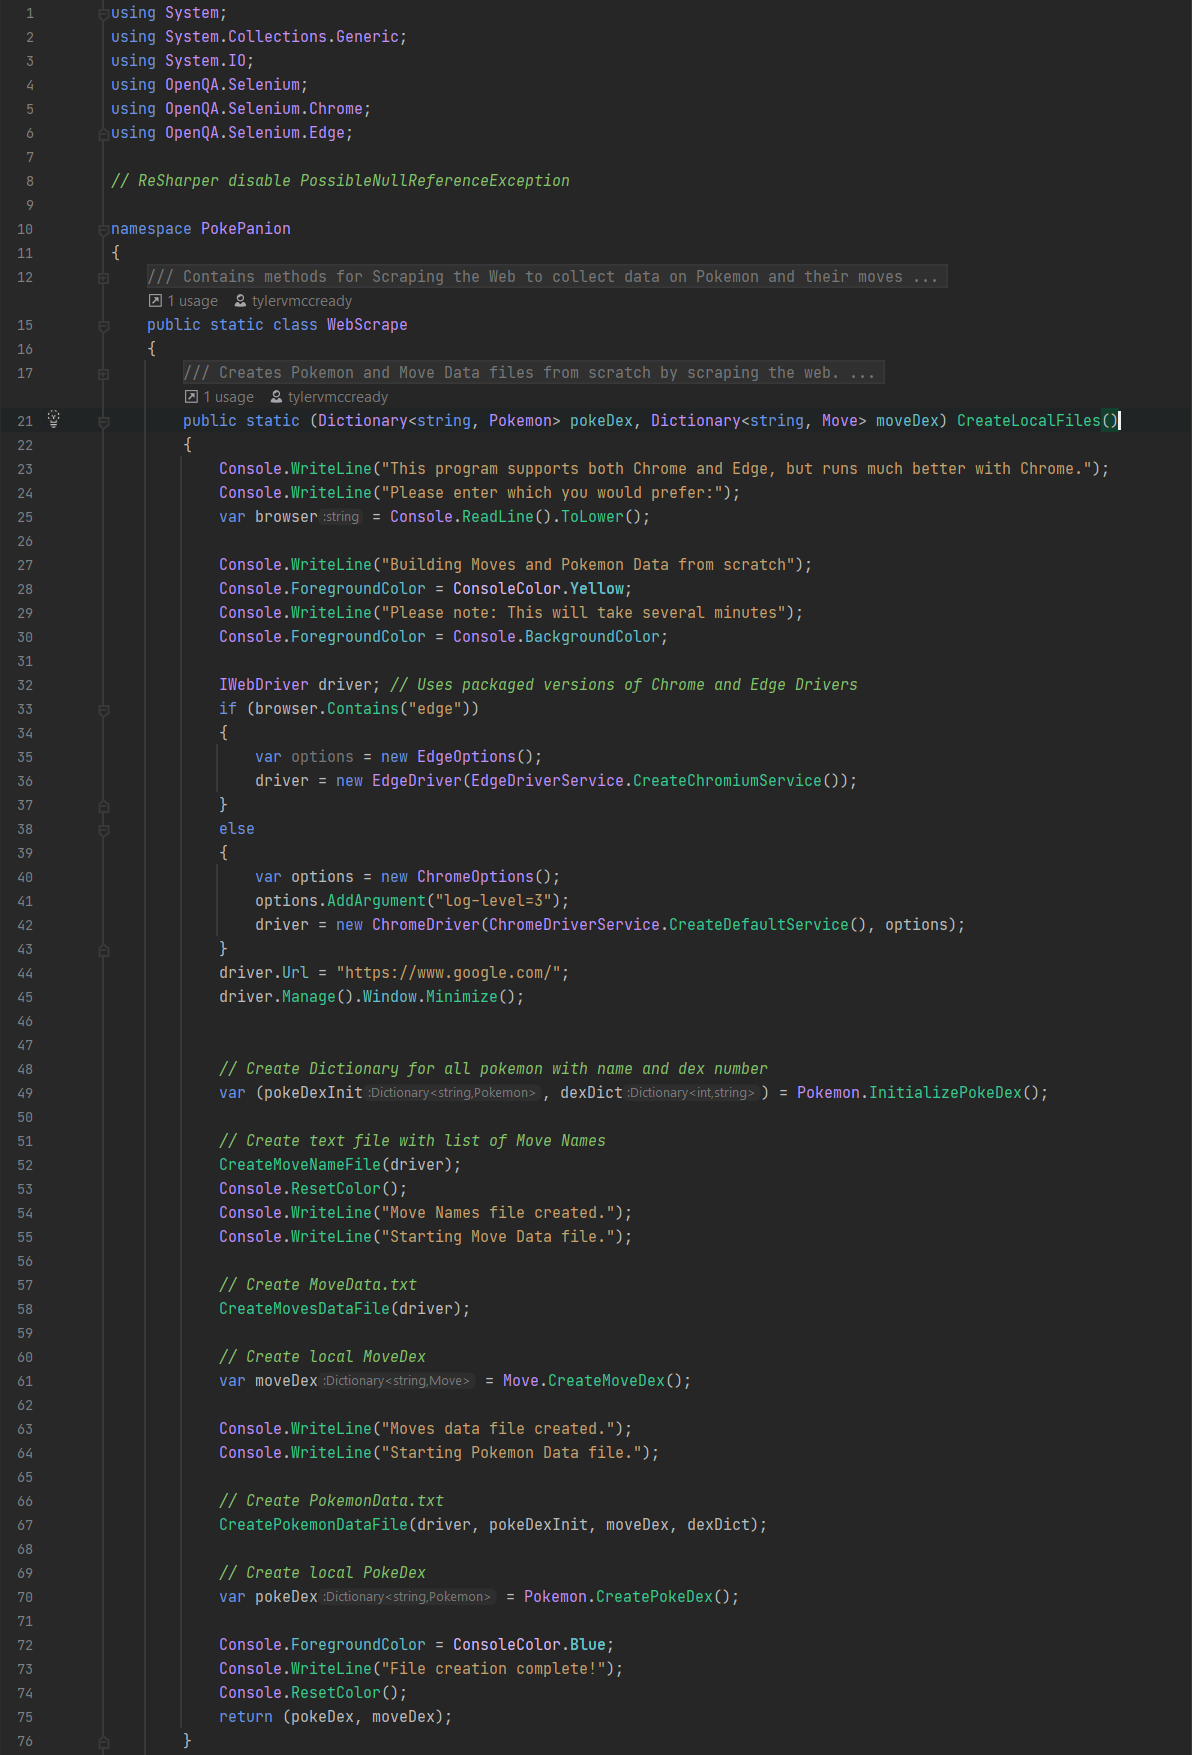 1 using System;
2 using System.Collections.Generic;
3 using System.IO;
4 using OpenQA.Selenium;
5 using OpenQA.Selenium.Chrome;
6 using OpenQA.Selenium.Edge;
7
8 // ReSharper disable PossibleNullReferenceException
9
10 namespace PokePanion
11 {
12 /// Contains methods for Scraping the Web to collect data on Pokemon and their moves ...
1 usage tylervmccready
15 public static class WebScrape
16 {
17 /// Creates Pokemon and Move Data files from scratch by scraping the web. ...
1 usage tylervmccready
21 public static (Dictionary<string, Pokemon> pokeDex, Dictionary<string, Move> moveDex) CreateLocalFiles()
22 {
23 Console.WriteLine("This program supports both Chrome and Edge, but runs much better with Chrome.");
24 Console.WriteLine("Please enter which you would prefer:");
25 var browser :string = Console.ReadLine().ToLower();
26
27 Console.WriteLine("Building Moves and Pokemon Data from scratch");
28 Console.ForegroundColor = ConsoleColor.Yellow;
29 Console.WriteLine("Please note: This will take several minutes");
30 Console.ForegroundColor = Console.BackgroundColor;
31
32 IWebDriver driver; // Uses packaged versions of Chrome and Edge Drivers
33 if (browser.Contains("edge"))
34 {
35 var options = new EdgeOptions();
36 driver = new EdgeDriver(EdgeDriverService.CreateChromiumService());
37 }
38 else
39 {
40 var options = new ChromeOptions();
41 options.AddArgument("log-level=3");
42 driver = new ChromeDriver(ChromeDriverService.CreateDefaultService(), options);
43 }
44 driver.Url = "https://www.google.com/";
45 driver.Manage().Window.Minimize();
46
47
48 // Create Dictionary for all pokemon with name and dex number
49 var (pokeDexInit :Dictionary<string,Pokemon> , dexDict :Dictionary<int,string> ) = Pokemon.InitializePokeDex();
50
51 // Create text file with list of Move Names
52 CreateMoveNameFile(driver);
53 Console.ResetColor();
54 Console.WriteLine("Move Names file created.");
55 Console.WriteLine("Starting Move Data file.");
56
57 // Create MoveData.txt
58 CreateMovesDataFile(driver);
59
60 // Create local MoveDex
61 var moveDex :Dictionary<string,Move> = Move.CreateMoveDex();
62
63 Console.WriteLine("Moves data file created.");
64 Console.WriteLine("Starting Pokemon Data file.");
65
66 // Create PokemonData.txt
67 CreatePokemonDataFile(driver, pokeDexInit, moveDex, dexDict);
68
69 // Create local PokeDex
70 var pokeDex :Dictionary<string,Pokemon> = Pokemon.CreatePokeDex();
71
72 Console.ForegroundColor = ConsoleColor.Blue;
73 Console.WriteLine("File creation complete!");
74 Console.ResetColor();
75 return (pokeDex, moveDex);
76 }